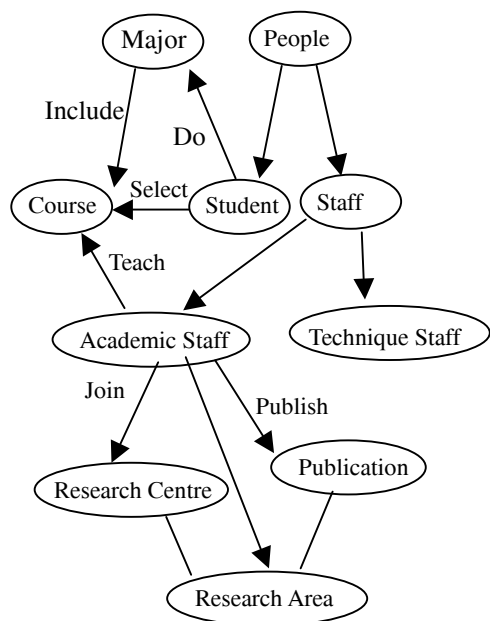 Major
People
Include
Do
Course
Select
Student
Staff
Teach
Academic Staff
Technique Staff
Join
Publish
Research Centre
Publication
Research Area